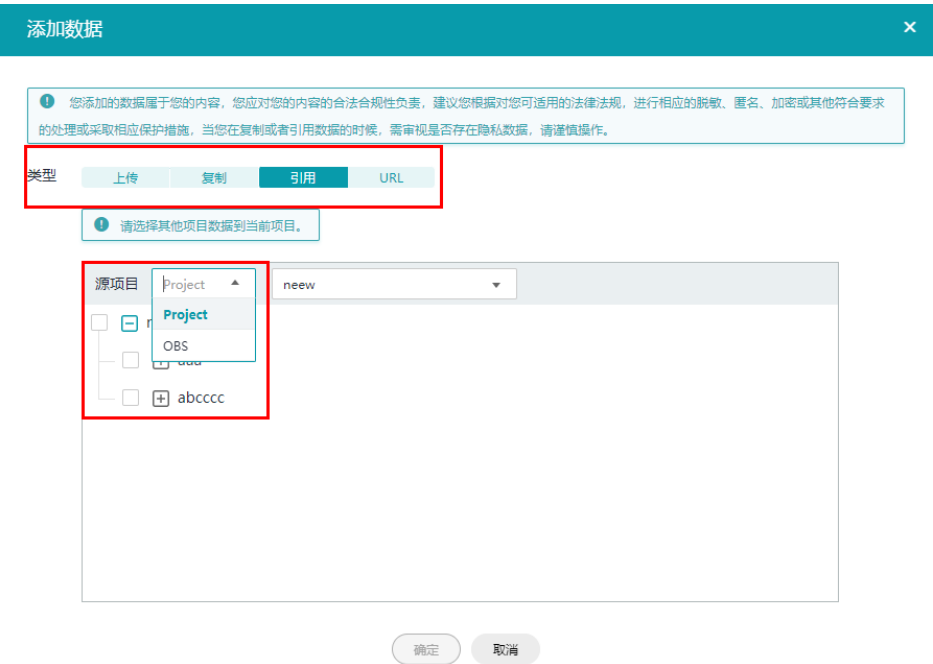 添加数据
您添加的数据属于您的内容，您应对您的内容的合法合规性负责，建议您根据对您可适用的法律法规，进行相应的脱敏、匿名、加密或其他符合要求
的处理或采取相应保护措施，当您在复制或者引用数据的时候，需审视是否存在隐私数据，请谨慎操作。
类型 上传 复制 引用 URL
请选择其他项目数据到当前项目。
源项目 Project neew
Project
OBS
abcccc
确定 取消